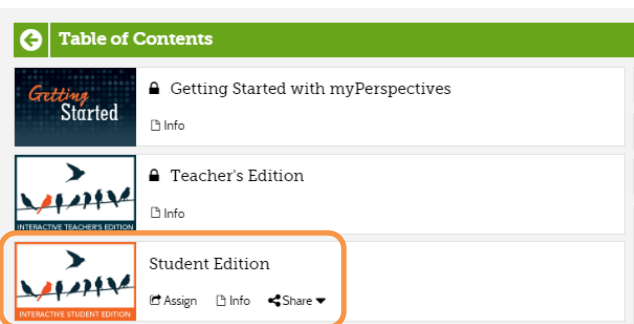 Table of Contents
Getting
Started
Getting Started with myPerspectives
Info
Teacher's Edition
Info
INTERACTIVE TEACHER'S EDITION
Student Edition
Assign Info Share
INTERACTIVE STUDENT EDITION